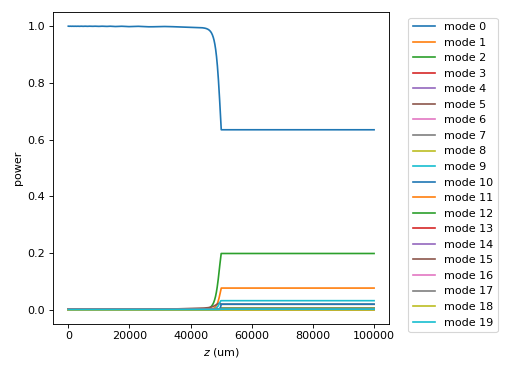 1.0
0.8
0.6
0.4
0.2
0.0
power
0
20000
40000
60000
80000
100000
z (um)
mode 0
mode 1
mode 2
mode 3
mode 4
mode 5
mode 6
mode 7
mode 8
mode 9
mode 10
mode 11
mode 12
mode 13
mode 14
mode 15
mode 16
mode 17
mode 18
mode 19